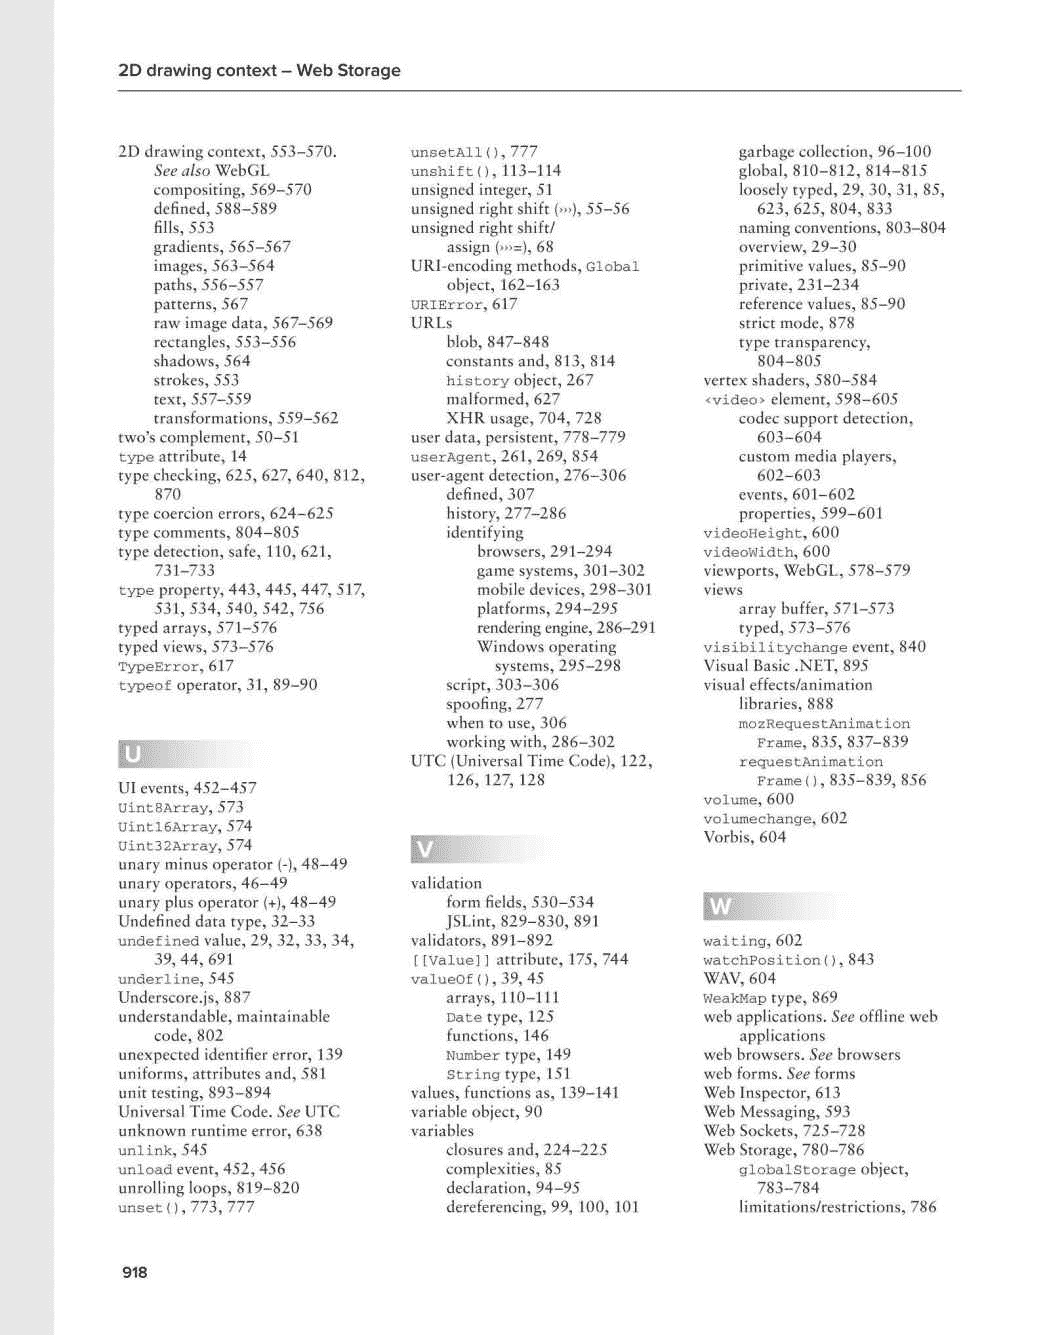 2D drawing context – Web Storage
2D drawing context, 553–570.
See also WebGL
compositing, 569–570
defined, 588–589
fills, 553
gradients, 565–567
images, 563–564
paths, 556–557
patterns, 567
raw image data, 567–569
rectangles, 553–556
shadows, 564
strokes, 553
text, 557–559
transformations, 559–562
two's complement, 50–51
type attribute, 14
type checking, 625, 627, 640, 812,
870
type coercion errors, 624–625
type comments, 804–805
type detection, safe, 110, 621,
731–733
type property, 443, 445, 447, 517,
531, 534, 540, 542, 756
typed arrays, 571–576
typed views, 573–576
TypeError, 617
typeof operator, 31, 89–90
U
UI events, 452–457
Uint8Array, 573
Uint16Array, 574
Uint32Array, 574
unary minus operator (-), 48–49
unary operators, 46–49
unary plus operator (+), 48–49
Undefined data type, 32–33
undefined value, 29, 32, 33, 34,
39, 44, 691
underline, 545
Underscore.js, 887
understandable, maintainable
code, 802
unexpected identifier error, 139
uniforms, attributes and, 581
unit testing, 893–894
Universal Time Code. See UTC
unknown runtime error, 638
unlink, 545
unload event, 452, 456
unrolling loops, 819–820
unset(), 773, 777
unsetAll(), 777
unshift(), 113–114
unsigned integer, 51
unsigned right shift (>>>), 55–56
unsigned right shift/
assign (>>>=), 68
URI-encoding methods, Global
object, 162–163
URIError, 617
URLs
blob, 847–848
constants and, 813, 814
history object, 267
malformed, 627
XHR usage, 704, 728
user data, persistent, 778–779
userAgent, 261, 269, 854
user-agent detection, 276–306
defined, 307
history, 277–286
identifying
browsers, 291–294
game systems, 301–302
mobile devices, 298–301
platforms, 294–295
rendering engine, 286–291
Windows operating
systems, 295–298
script, 303–306
spoofing, 277
when to use, 306
working with, 286–302
UTC (Universal Time Code), 122,
126, 127, 128
V
validation
form fields, 530–534
JSLint, 829–830, 891
validators, 891–892
[[Value]] attribute, 175, 744
valueOf(), 39, 45
arrays, 110–111
Date type, 125
functions, 146
Number type, 149
String type, 151
values, functions as, 139–141
variable object, 90
variables
closures and, 224–225
complexities, 85
declaration, 94–95
dereferencing, 99, 100, 101
garbage collection, 96–100
global, 810–812, 814–815
loosely typed, 29, 30, 31, 85,
623, 625, 804, 833
naming conventions, 803–804
overview, 29–30
primitive values, 85–90
private, 231–234
reference values, 85–90
strict mode, 878
type transparency,
804–805
vertex shaders, 580–584
<video> element, 598–605
codec support detection,
603–604
custom media players,
602–603
events, 601–602
properties, 599–601
videoHeight, 600
videoWidth, 600
viewports, WebGL, 578–579
views
array buffer, 571–573
typed, 573–576
visibilitychange event, 840
Visual Basic .NET, 895
visual effects/animation
libraries, 888
mozRequestAnimation
Frame, 835, 837–839
requestAnimation
Frame(), 835–839, 856
volume, 600
volumechange, 602
Vorbis, 604
W
waiting, 602
watchPosition(), 843
WAV, 604
WeakMap type, 869
web applications. See offline web
applications
web browsers. See browsers
web forms. See forms
Web Inspector, 613
Web Messaging, 593
Web Sockets, 725–728
Web Storage, 780–786
globalStorage object,
783–784
limitations/restrictions, 786
918